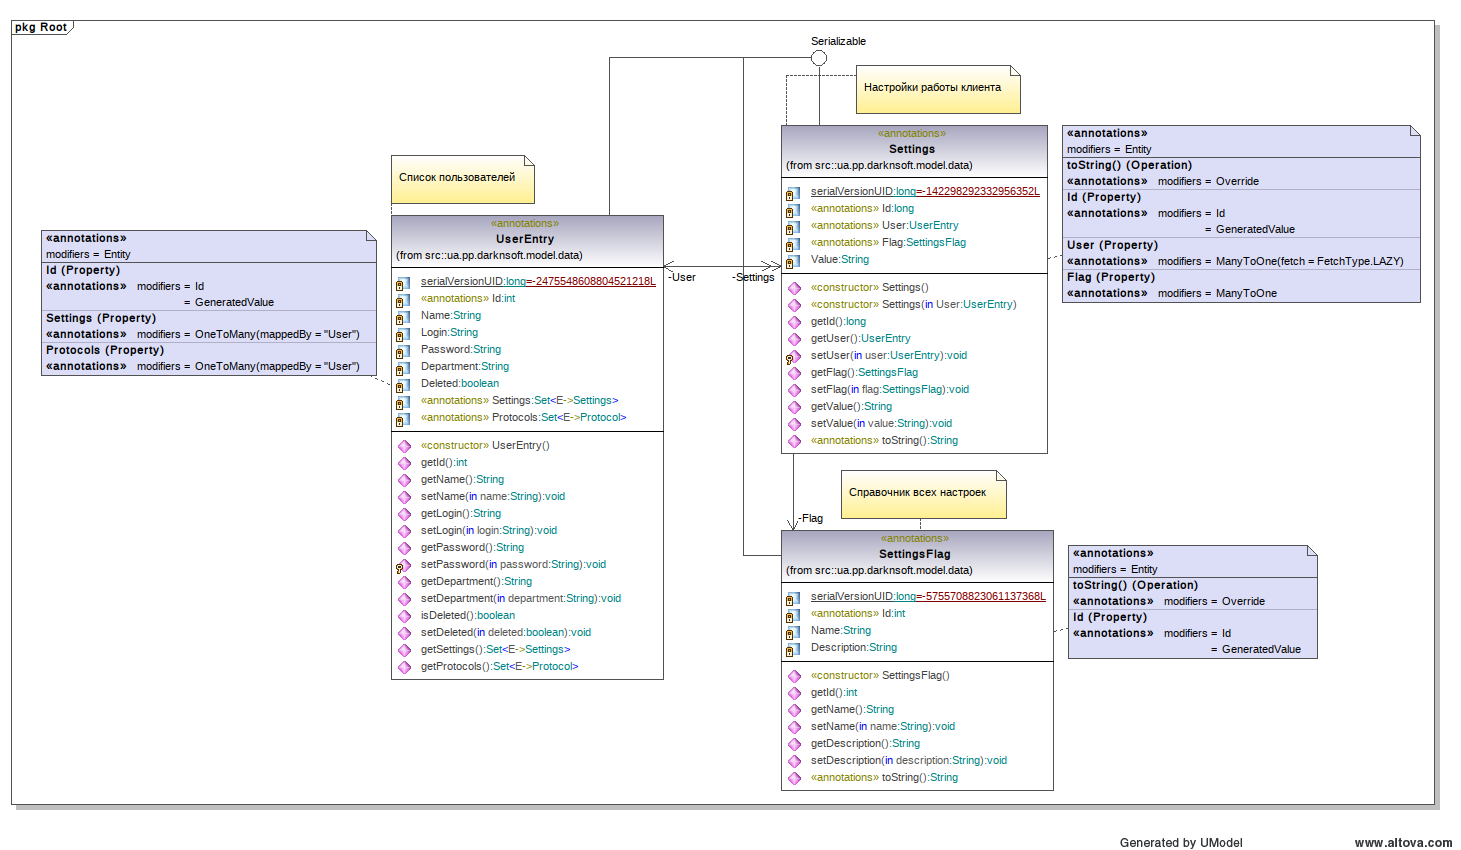 pkg Root
Serializable
Настройки работы клиента
Список пользователей
«annotations»
modifiers = Entity
Id (Property)
«annotations» modifiers = Id
= GeneratedValue
Settings (Property)
«annotations» modifiers = OneToMany(mappedBy = "User")
Protocols (Property)
«annotations» modifiers = OneToMany(mappedBy = "User")
«annotations»
UserEntry
(from src::ua.pp.darknsoft.model.data)
serialVersionUID:long=-2475548608804521218L
«annotations» Id:int
Name:String
Login:String
Password:String
Department:String
Deleted:boolean
«annotations» Settings:Set<E->Settings>
«annotations» Protocols:Set<E->Protocol>
«constructor» UserEntry()
getId():int
getName():String
setName(in name:String):void
getLogin():String
setLogin(in login:String):void
getPassword():String
setPassword(in password:String):void
getDepartment():String
setDepartment(in department:String):void
isDeleted():boolean
setDeleted(in deleted:boolean):void
getSettings():Set<E->Settings>
getProtocols():Set<E->Protocol>
-User
-Settings
«annotations»
Settings
(from src::ua.pp.darknsoft.model.data)
serialVersionUID:long=-142298292332956352L
«annotations» Id:long
«annotations» User:UserEntry
«annotations» Flag:SettingsFlag
Value:String
«constructor» Settings()
«constructor» Settings(in User:UserEntry)
getId():long
getUser():UserEntry
setUser(in user:UserEntry):void
getFlag():SettingsFlag
setFlag(in flag:SettingsFlag):void
getValue():String
setValue(in value:String):void
«annotations» toString():String
«annotations»
modifiers = Entity
toString() (Operation)
«annotations» modifiers = Override
Id (Property)
«annotations» modifiers = Id
= GeneratedValue
User (Property)
«annotations» modifiers = ManyToOne(fetch = FetchType.LAZY)
Flag (Property)
«annotations» modifiers = ManyToOne
Справочник всех настроек
-Flag
«annotations»
SettingsFlag
(from src::ua.pp.darknsoft.model.data)
serialVersionUID:long=-5755708823061137368L
«annotations» Id:int
Name:String
Description:String
«constructor» SettingsFlag()
getId():int
getName():String
setName(in name:String):void
getDescription():String
setDescription(in description:String):void
«annotations» toString():String
«annotations»
modifiers = Entity
toString() (Operation)
«annotations» modifiers = Override
Id (Property)
«annotations» modifiers = Id
= GeneratedValue
Generated by UModel
www.altova.com